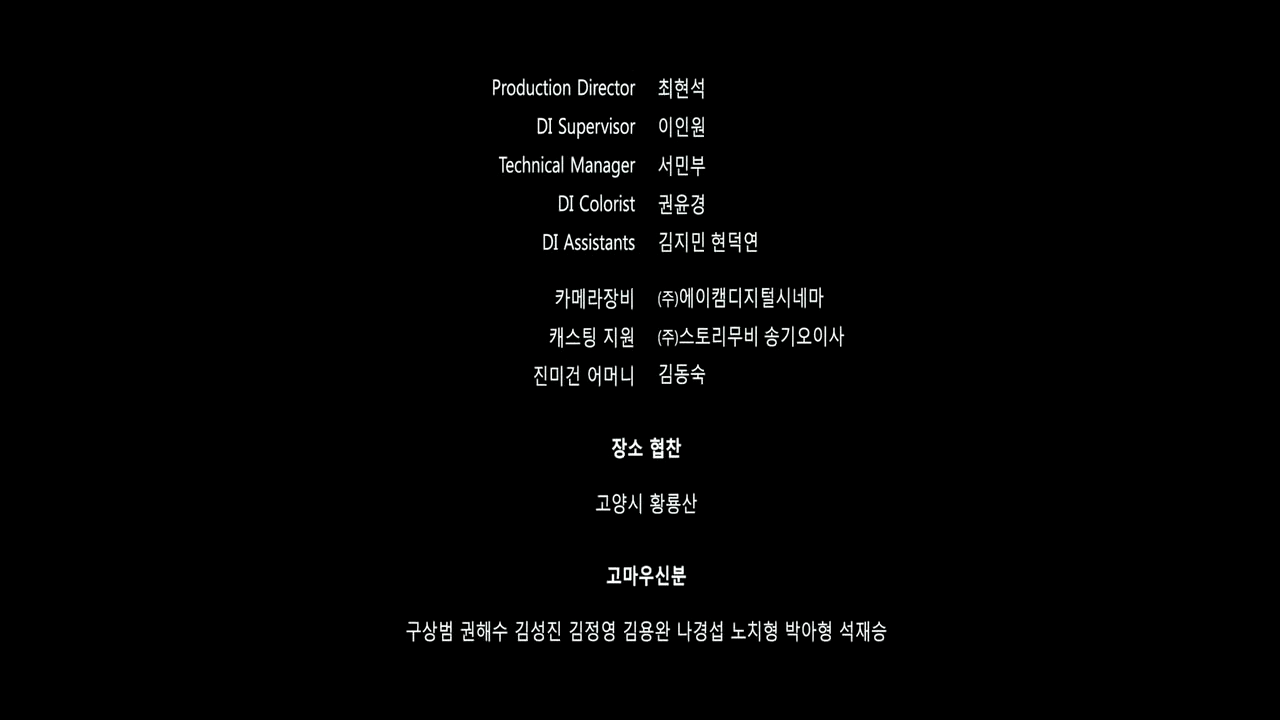 Production Director 최현석
DI Supervisor 이인원
Technical Manager 서민부
DI Colorist 권윤경
DI Assistants 김지민 현덕연
카메라장비 ㈜에이캠디지털시네마
캐스팅 지원 ㈜스토리무비 송기오이사
진미건 어머니 김동숙
장소 협찬
고양시 황룡산
고마우신분
구상범 권해수 김성진 김정영 김용완 나경섭 노치형 박아형 석재승